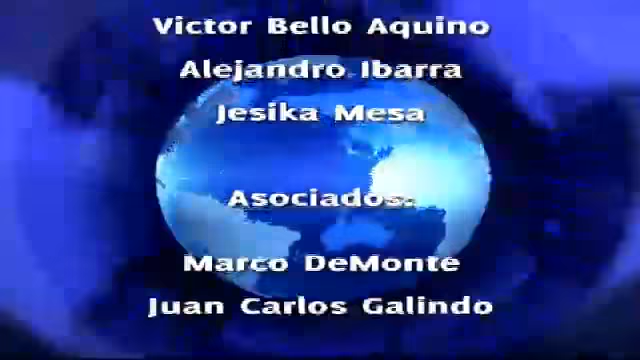 Victor Bello Aquino
Alejandro Ibarra
Jesika Mesa
Asociados:
Marco DeMonte
Juan Carlos Galindo